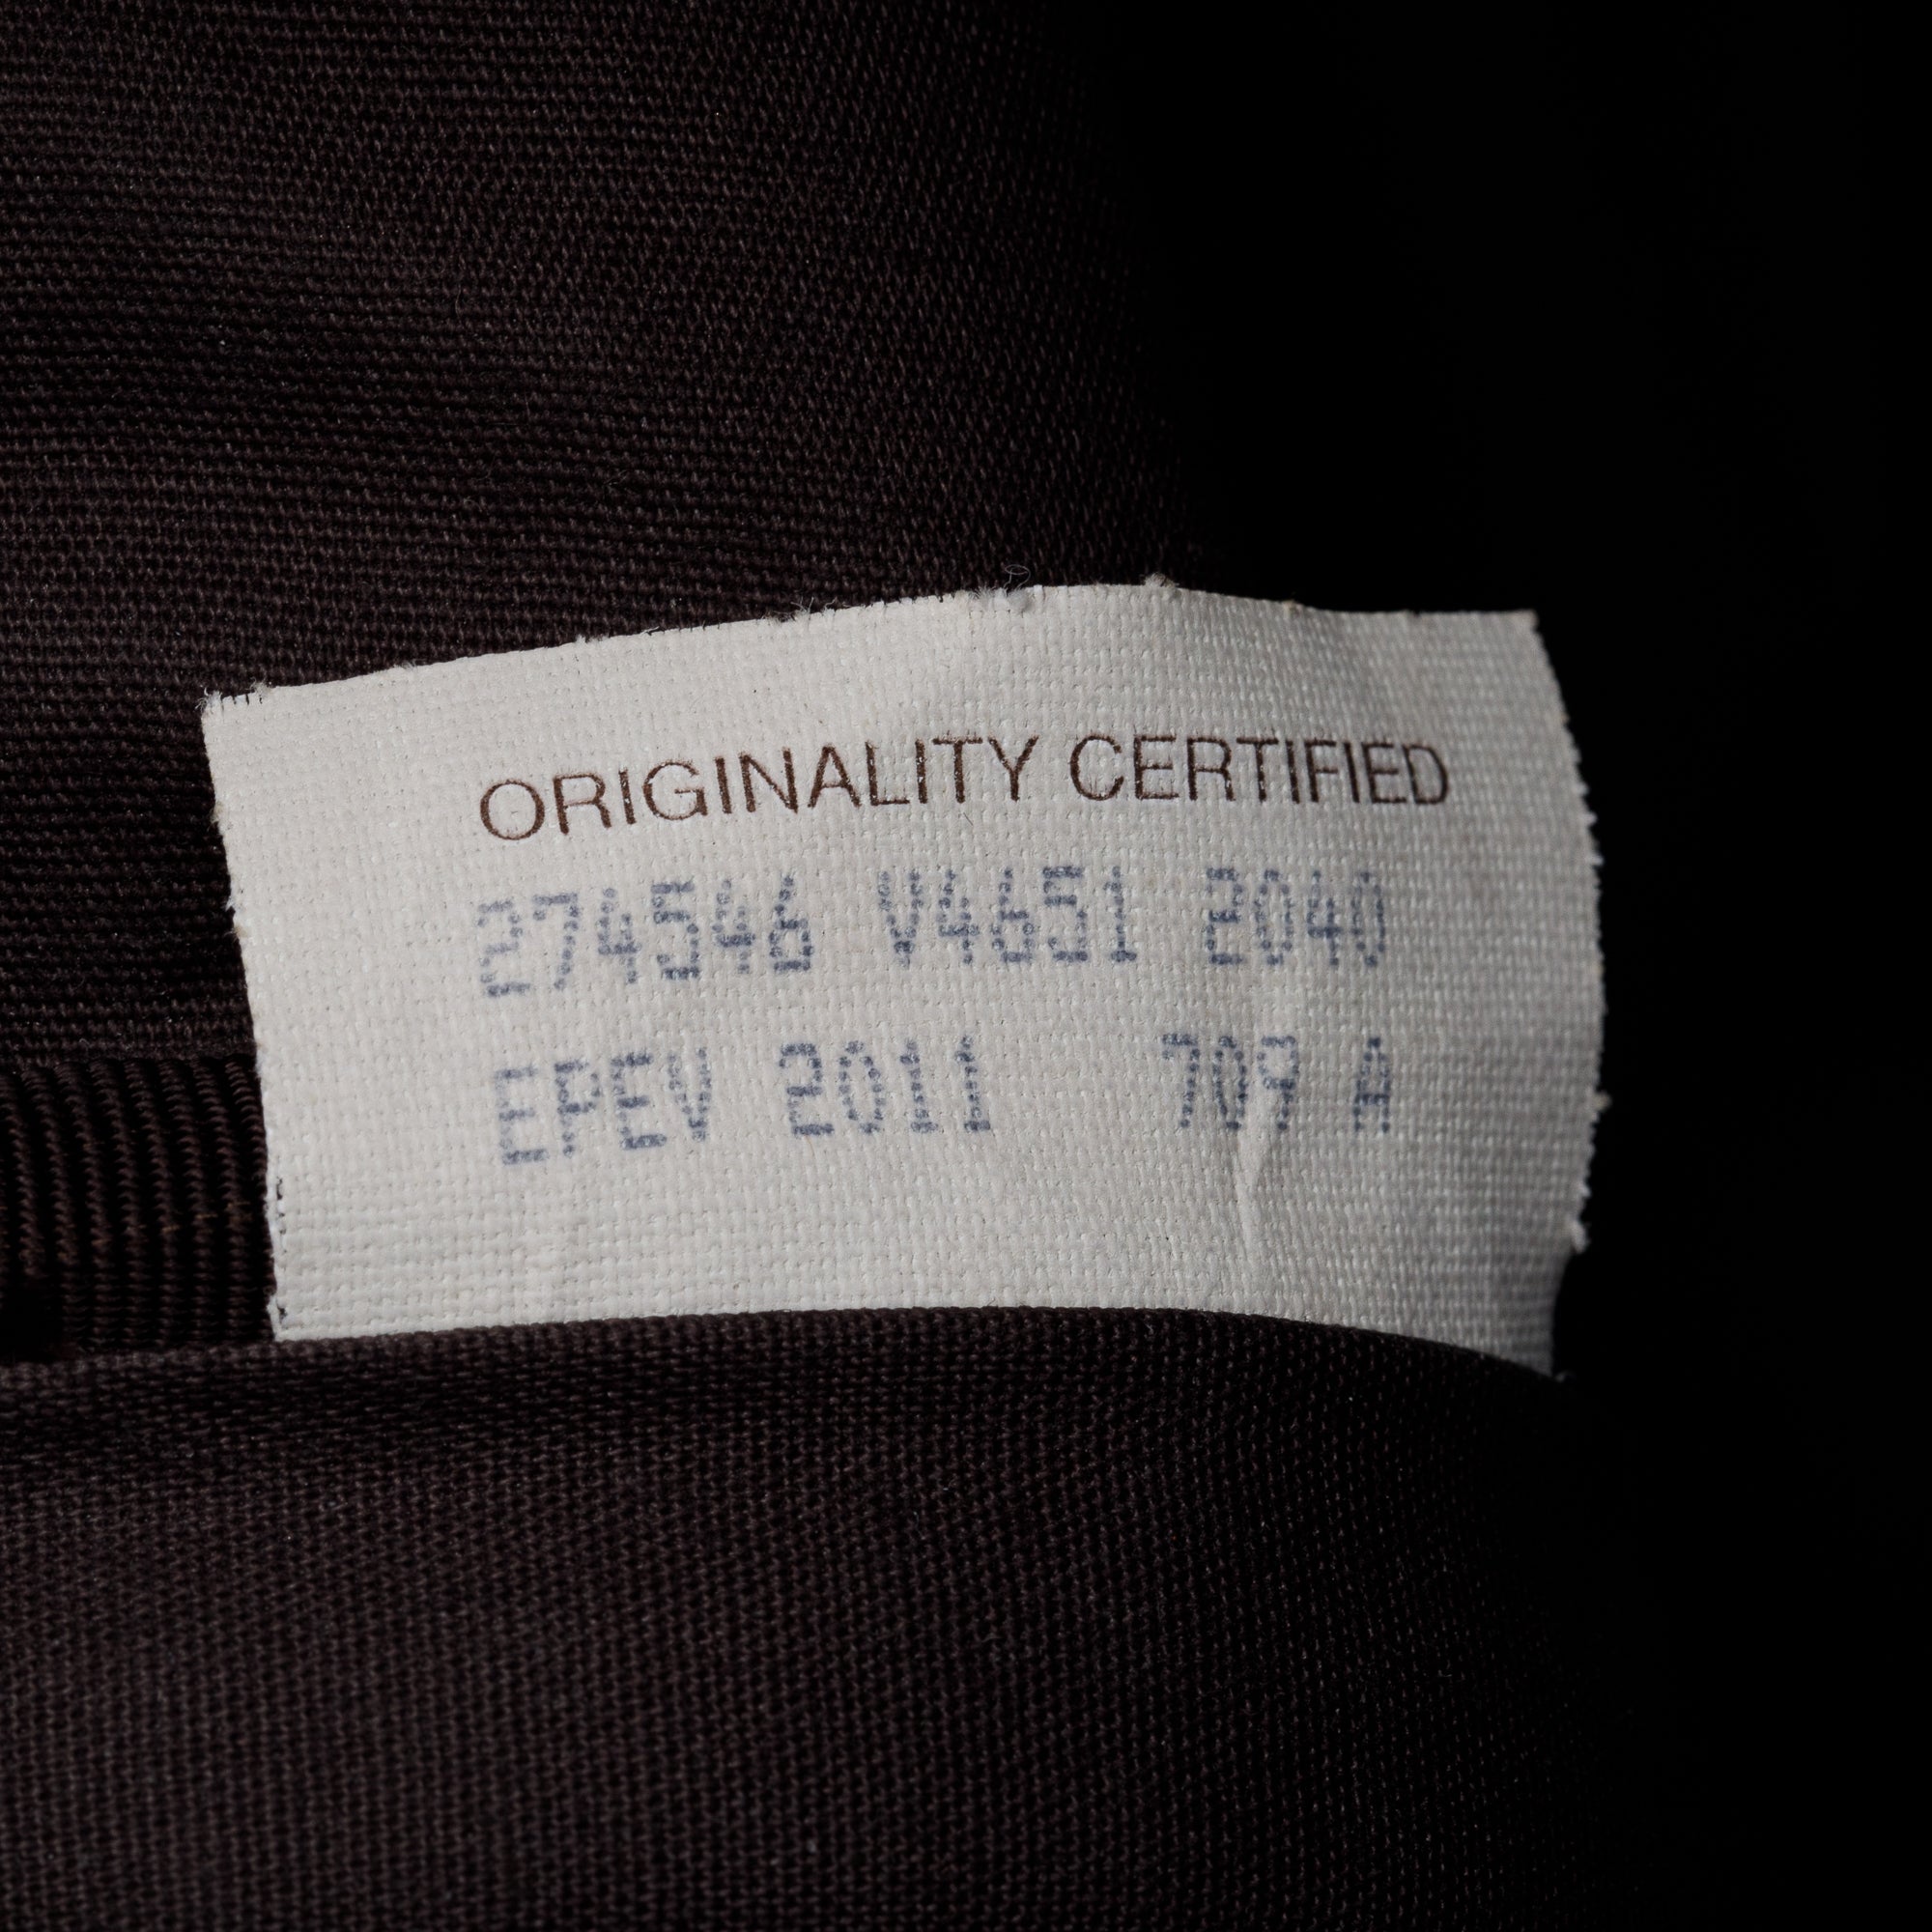 ORIGINALITY CERTIFIED
274546 V4651 2040
EPEV 2011 709 A